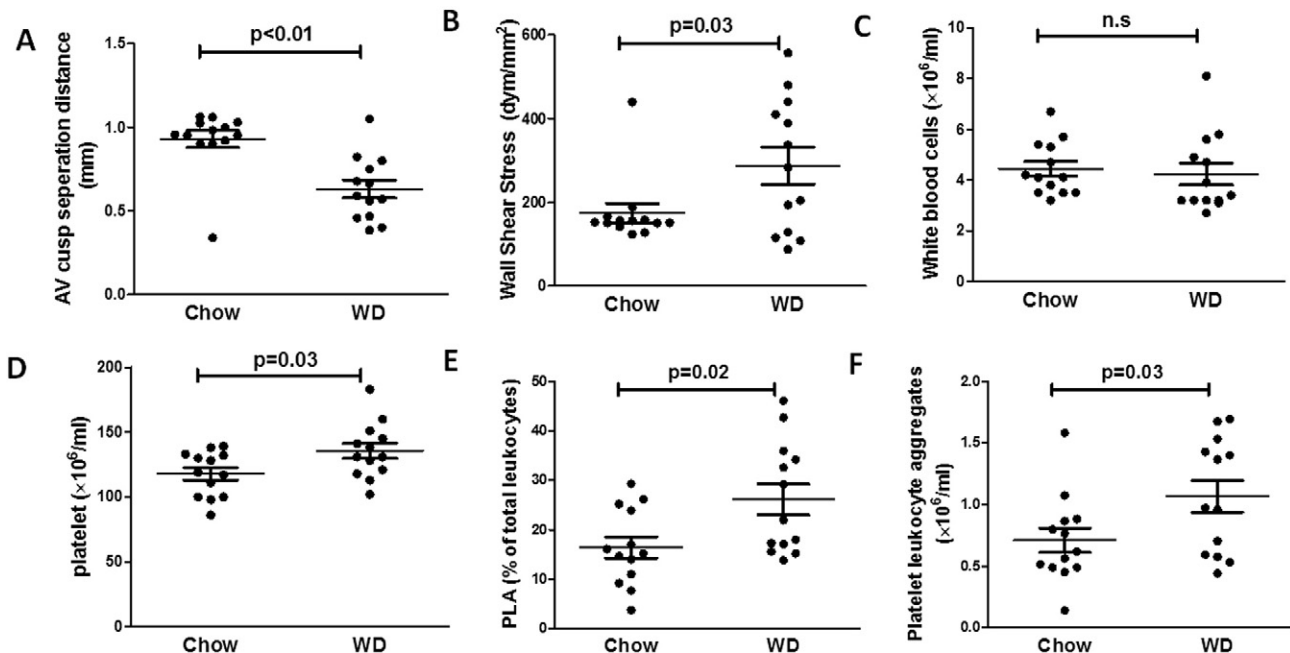 A
AV cusp seperation distance
(mm)
p<0.01
1.5
1.0
0.5
0.0
Chow WD
B
Wall Shear Stress (dym/mm²)
p=0.03
600
400
200
0
Chow WD
C
White blood cells (×10⁶/ml)
n.s
10
8
6
4
2
0
Chow WD
D
platelet (×10⁶/ml)
p=0.03
200
150
100
50
0
Chow WD
E
PLA (% of total leukocytes)
p=0.02
50
40
30
20
10
0
Chow WD
F
Platelet leukocyte aggregates
(×10⁶/ml)
p=0.03
2.0
1.5
1.0
0.5
0.0
Chow WD